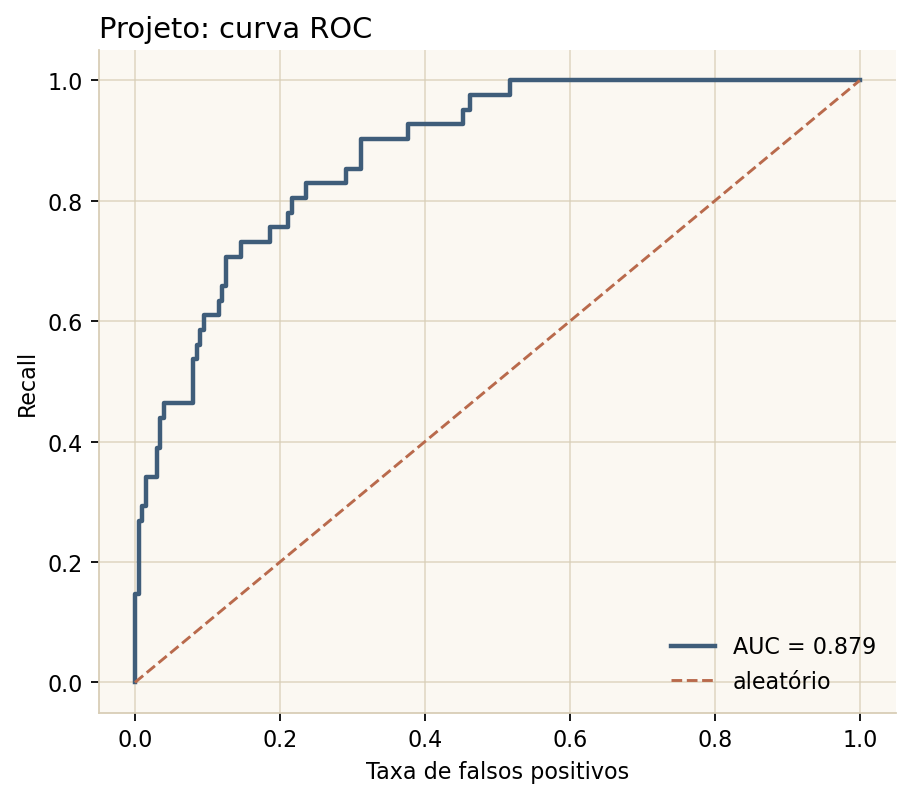 Projeto: curva ROC
1.0
0.8
0.6
0.4
0.2
0.0
Recall
AUC = 0.879
aleatório
0.0 0.2 0.4 0.6 0.8 1.0
Taxa de falsos positivos